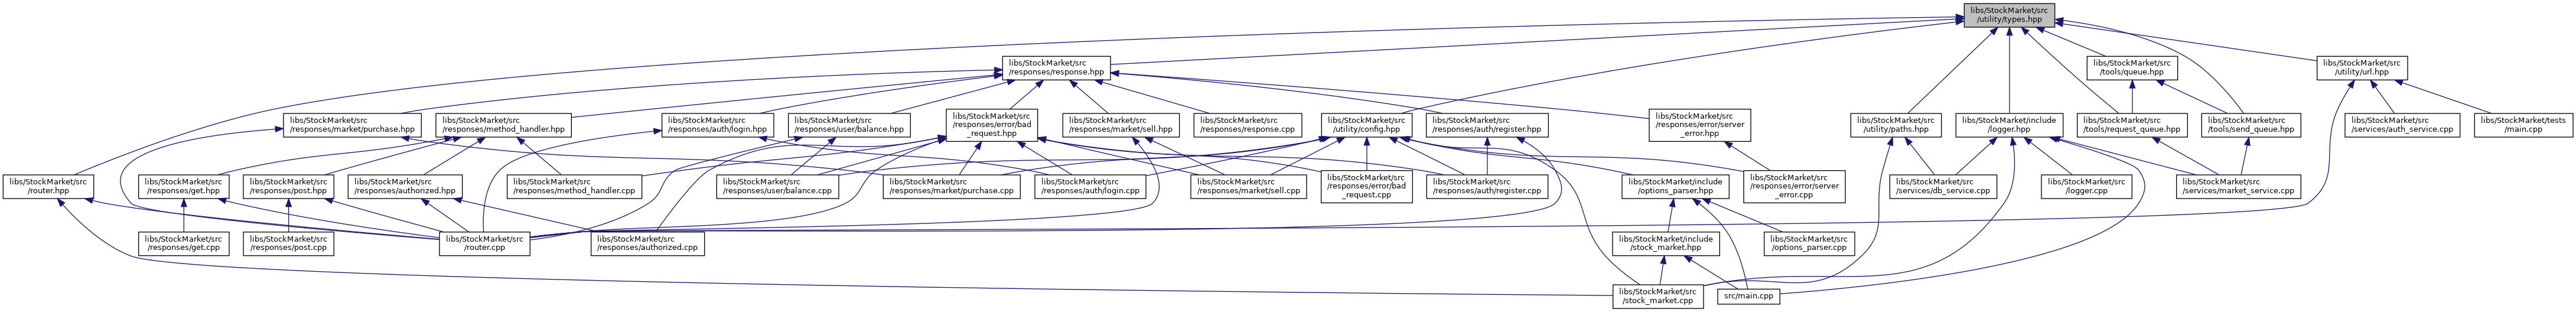 libs/StockMarket/src
/utility/types.hpp
libs/StockMarket/src
/responses/response.hpp
libs/StockMarket/src
/tools/queue.hpp
libs/StockMarket/src
/utility/url.hpp
libs/StockMarket/src
/responses/market/purchase.hpp
libs/StockMarket/src
/responses/method_handler.hpp
libs/StockMarket/src
/responses/auth/login.hpp
libs/StockMarket/src
/responses/user/balance.hpp
libs/StockMarket/src
/responses/error/bad
_request.hpp
libs/StockMarket/src
/responses/market/sell.hpp
libs/StockMarket/src
/responses/response.cpp
libs/StockMarket/src
/utility/config.hpp
libs/StockMarket/src
/responses/auth/register.hpp
libs/StockMarket/src
/responses/error/server
_error.hpp
libs/StockMarket/src
/utility/paths.hpp
libs/StockMarket/include
/logger.hpp
libs/StockMarket/src
/tools/request_queue.hpp
libs/StockMarket/src
/tools/send_queue.hpp
libs/StockMarket/src
/services/auth_service.cpp
libs/StockMarket/tests
/main.cpp
libs/StockMarket/src
/router.hpp
libs/StockMarket/src
/responses/get.hpp
libs/StockMarket/src
/responses/post.hpp
libs/StockMarket/src
/responses/authorized.hpp
libs/StockMarket/src
/responses/method_handler.cpp
libs/StockMarket/src
/responses/user/balance.cpp
libs/StockMarket/src
/responses/market/purchase.cpp
libs/StockMarket/src
/responses/auth/login.cpp
libs/StockMarket/src
/responses/market/sell.cpp
libs/StockMarket/src
/responses/error/bad
_request.cpp
libs/StockMarket/src
/responses/auth/register.cpp
libs/StockMarket/include
/options_parser.hpp
libs/StockMarket/src
/responses/error/server
_error.cpp
libs/StockMarket/src
/services/db_service.cpp
libs/StockMarket/src
/logger.cpp
libs/StockMarket/src
/services/market_service.cpp
libs/StockMarket/src
/responses/get.cpp
libs/StockMarket/src
/responses/post.cpp
libs/StockMarket/src
/router.cpp
libs/StockMarket/src
/responses/authorized.cpp
libs/StockMarket/include
/stock_market.hpp
libs/StockMarket/src
/options_parser.cpp
libs/StockMarket/src
/stock_market.cpp
src/main.cpp